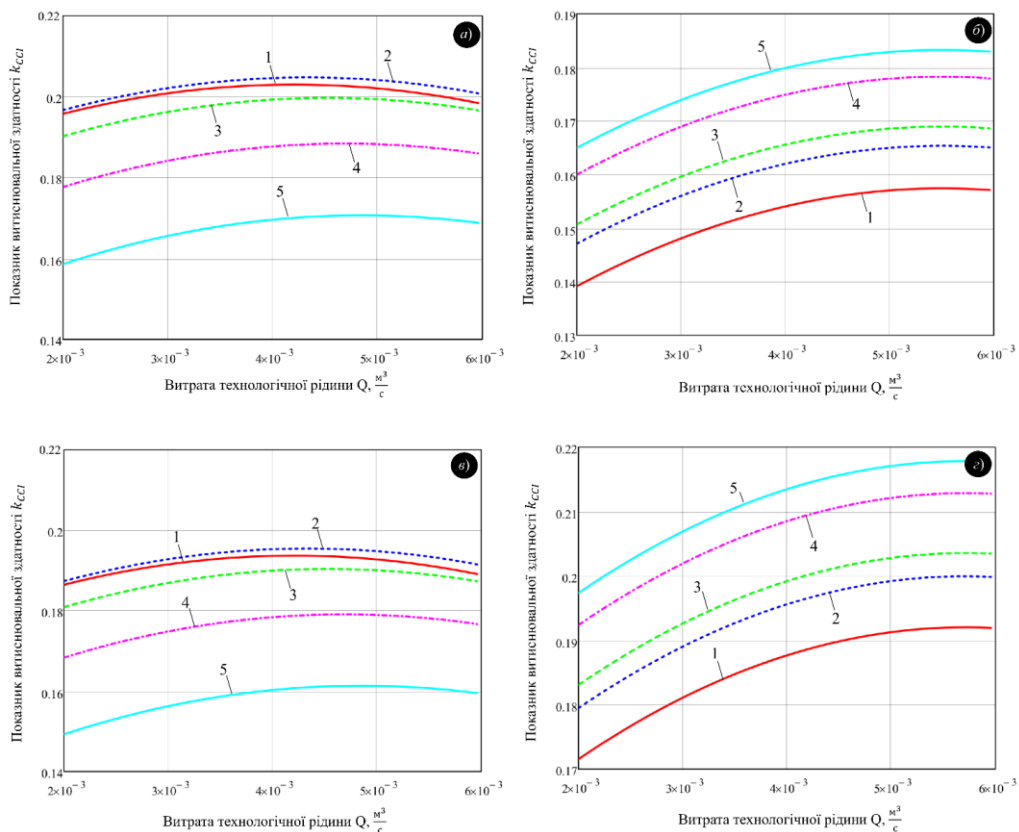 0.22
0.2
0.18
0.16
0.14
Показник витиснювальної здатності k_CCI
а)
1
2
3
4
5
2×10⁻³ 3×10⁻³ 4×10⁻³ 5×10⁻³ 6×10⁻³
Витрата технологічної рідини Q, м³/с
0.19
0.18
0.17
0.16
0.15
0.14
0.13
Показник витиснювальної здатності k_CCI
б)
5
4
3
2
1
2×10⁻³ 3×10⁻³ 4×10⁻³ 5×10⁻³ 6×10⁻³
Витрата технологічної рідини Q, м³/с
0.22
0.2
0.18
0.16
0.14
Показник витиснювальної здатності k_CCI
в)
1
2
3
4
5
2×10⁻³ 3×10⁻³ 4×10⁻³ 5×10⁻³ 6×10⁻³
Витрата технологічної рідини Q, м³/с
0.22
0.21
0.2
0.19
0.18
0.17
Показник витиснювальної здатності k_CCI
г)
5
4
3
2
1
2×10⁻³ 3×10⁻³ 4×10⁻³ 5×10⁻³ 6×10⁻³
Витрата технологічної рідини Q, м³/с